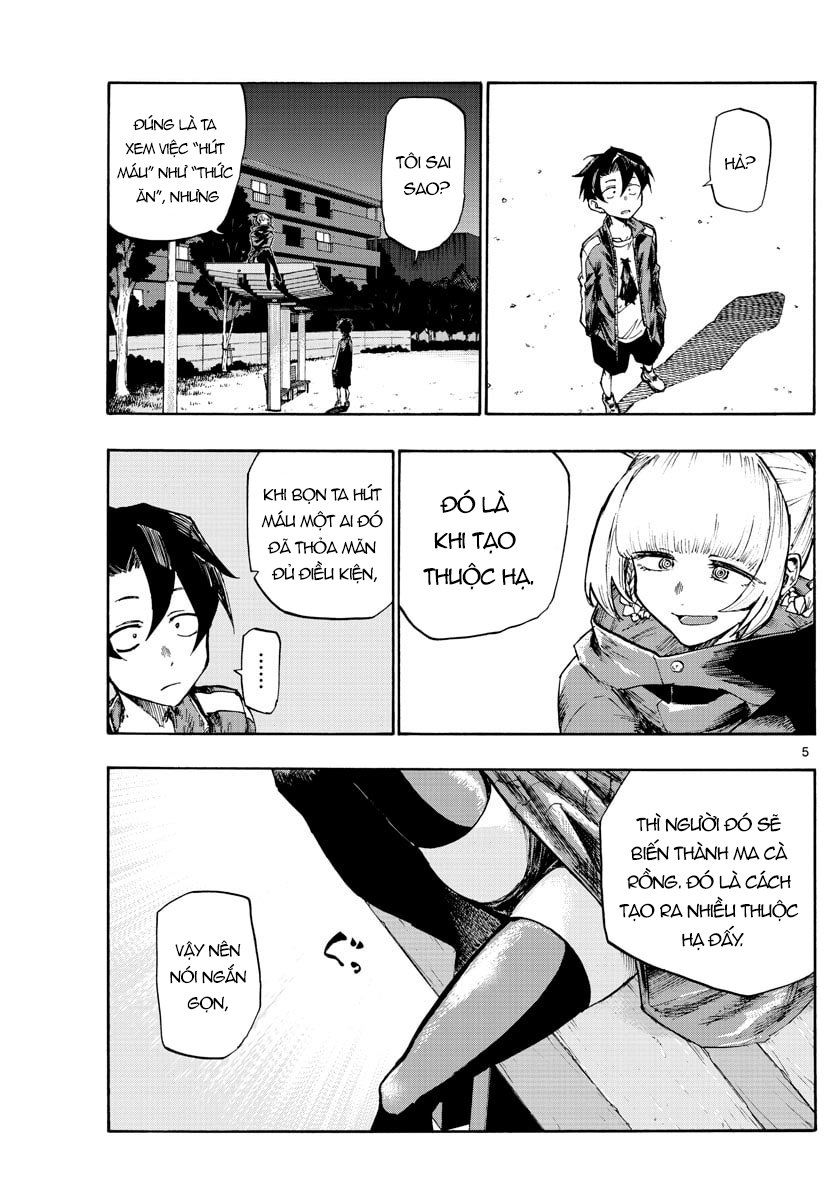 HẢ?
TÔI SAI
SAO?
ĐÚNG LÀ TA
XEM VIỆC "HÚT
MÁU" NHƯ "THỨC
ĂN", NHƯNG
ĐÓ LÀ
KHI TẠO
THUỘC HẠ.
KHI BỌN TA HÚT
MÁU MỘT AI ĐÓ
ĐÃ THỎA MÃN
ĐỦ ĐIỀU KIỆN,
......
5
THÌ NGƯỜI ĐÓ SẼ
BIẾN THÀNH MA CÀ
RỒNG. ĐÓ LÀ CÁCH
TẠO RA NHIỀU THUỘC
HẠ ĐẤY.
VẬY NÊN
NÓI NGẮN
GỌN,